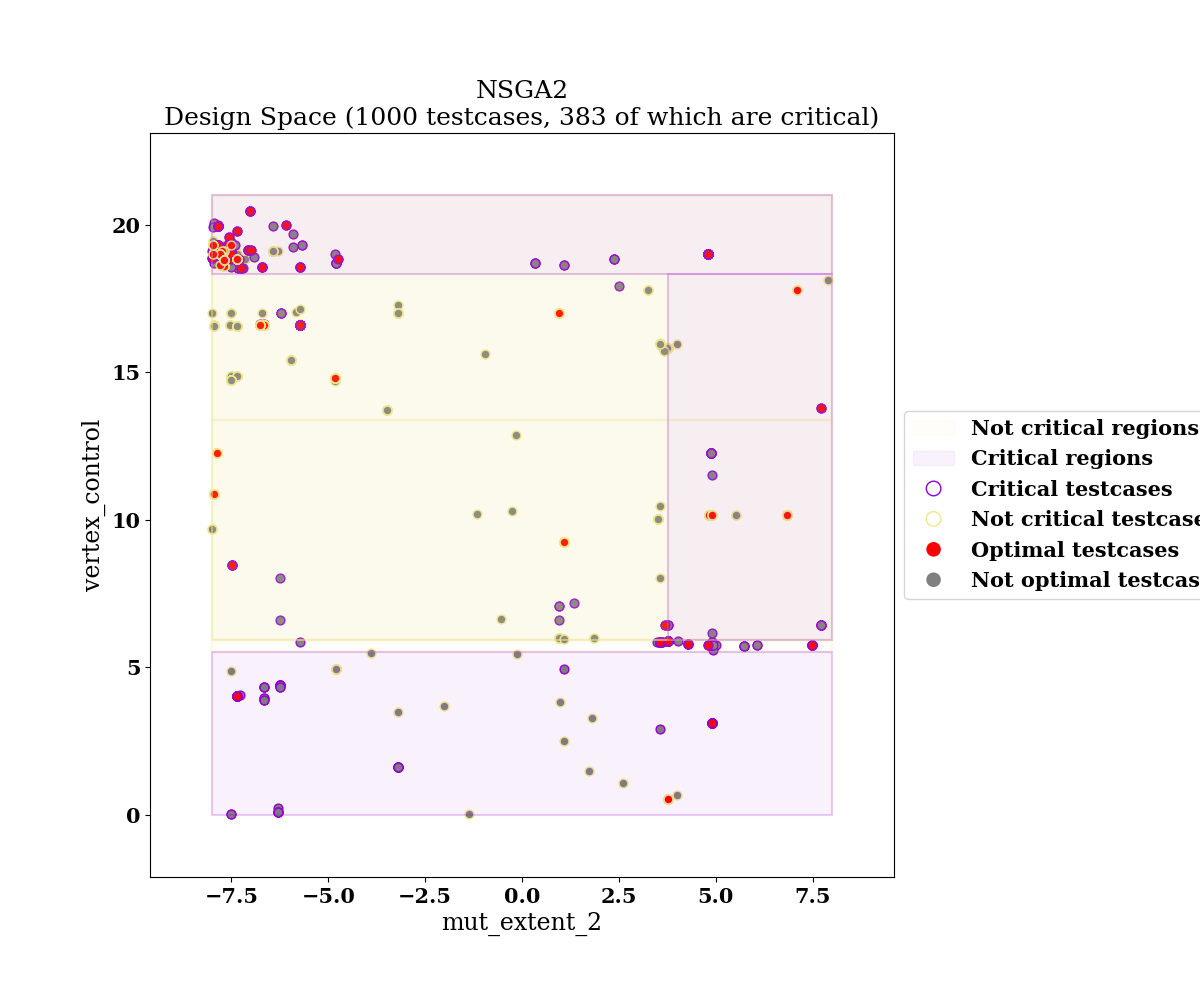 NSGA2
Design Space (1000 testcases, 383 of which are critical)
vertex_control
20
15
10
5
0
−7.5
−5.0
−2.5
0.0
2.5
5.0
7.5
mut_extent_2
Not critical regions
Critical regions
Critical testcases
Not critical testcase
Optimal testcases
Not optimal testcas